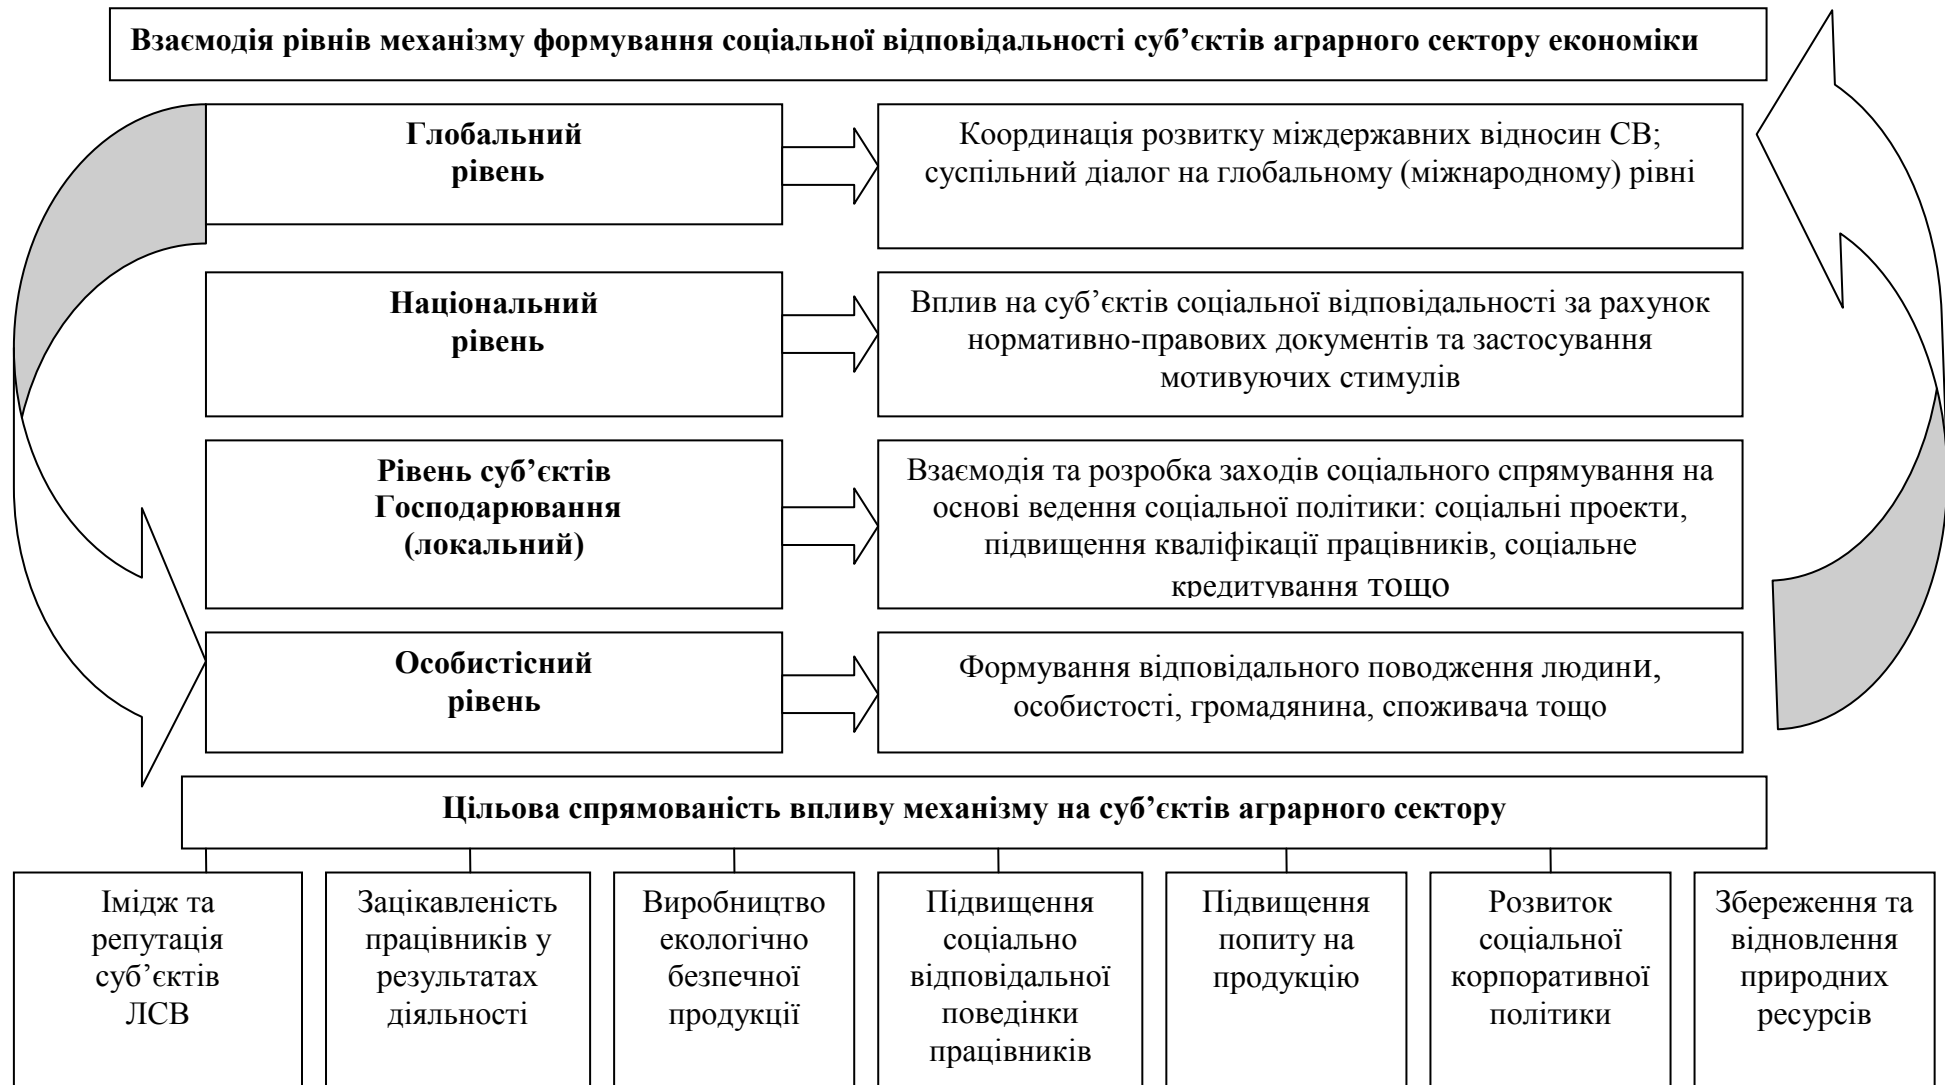 Взаємодія рівнів механізму формування соціальної відповідальності суб’єктів аграрного сектору економіки
Глобальний
рівень
Координація розвитку міждержавних відносин СВ;
суспільний діалог на глобальному (міжнародному) рівні
Національний
рівень
Вплив на суб’єктів соціальної відповідальності за рахунок
нормативно-правових документів та застосування
мотивуючих стимулів
Рівень суб’єктів
Господарювання
(локальний)
Взаємодія та розробка заходів соціального спрямування на
основі ведення соціальної політики: соціальні проекти,
підвищення кваліфікації працівників, соціальне
кредитування тощо
Особистісний
рівень
Формування відповідального поводження людини,
особистості, громадянина, споживача тощо
Цільова спрямованість впливу механізму на суб’єктів аграрного сектору
Імідж та
репутація
суб’єктів
ЛСВ
Зацікавленість
працівників у
результатах
діяльності
Виробництво
екологічно
безпечної
продукції
Підвищення
соціально
відповідальної
поведінки
працівників
Підвищення
попиту на
продукцію
Розвиток
соціальної
корпоративної
політики
Збереження та
відновлення
природних
ресурсів